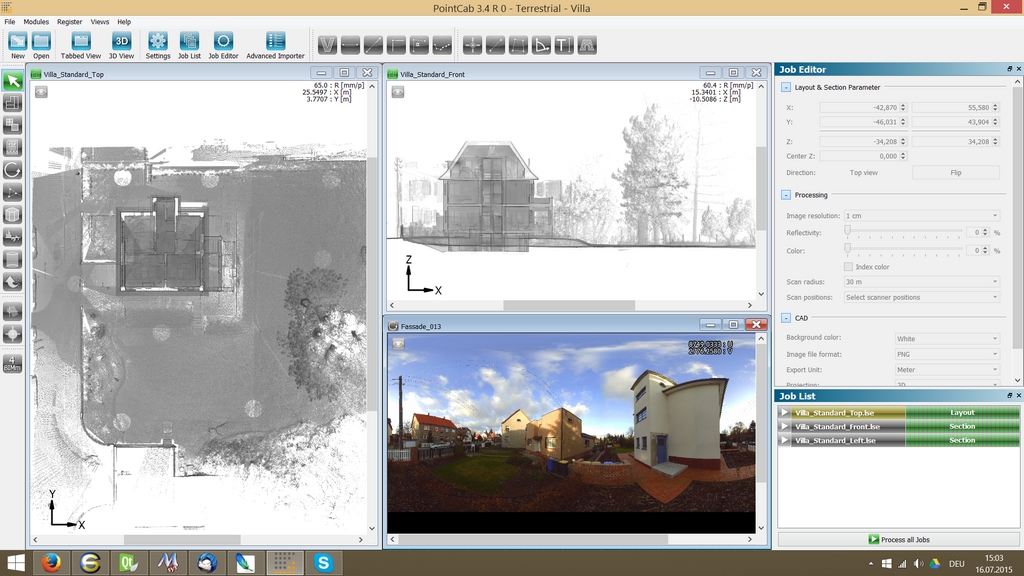 PointCab 3.4 R 0 - Terrestrial - Villa
File Modules Register Views Help
3D
New Open Tabbed View 3D View Settings Job List Job Editor Advanced Importer
Villa_Standard_Top
65.0 : R [mm/p]
25.5497 : X [m]
3.7707 : Y [m]
Y
X
Villa_Standard_Front
60.4 : R [mm/p]
15.3401 : X [m]
-10.5086 : Z [m]
Z
X
Fassade_013
Job Editor
Layout & Section Parameter
X: -42,870 55,580
Y: -46,031 43,904
Z: -34,208 34,208
Center Z: 0,000
Direction: Top view Flip
Processing
Image resolution: 1 cm
Reflectivity: 0 %
Color: 0 %
Index color
Scan radius: 30 m
Scan positions: Select scanner positions
CAD
Background color: White
Image file format: PNG
Export Unit: Meter
Projection: 3D
Job List
Villa_Standard_Top.lse Layout
Villa_Standard_Front.lse Section
Villa_Standard_Left.lse Section
Process all Jobs
DEU
15:03
16.07.2015